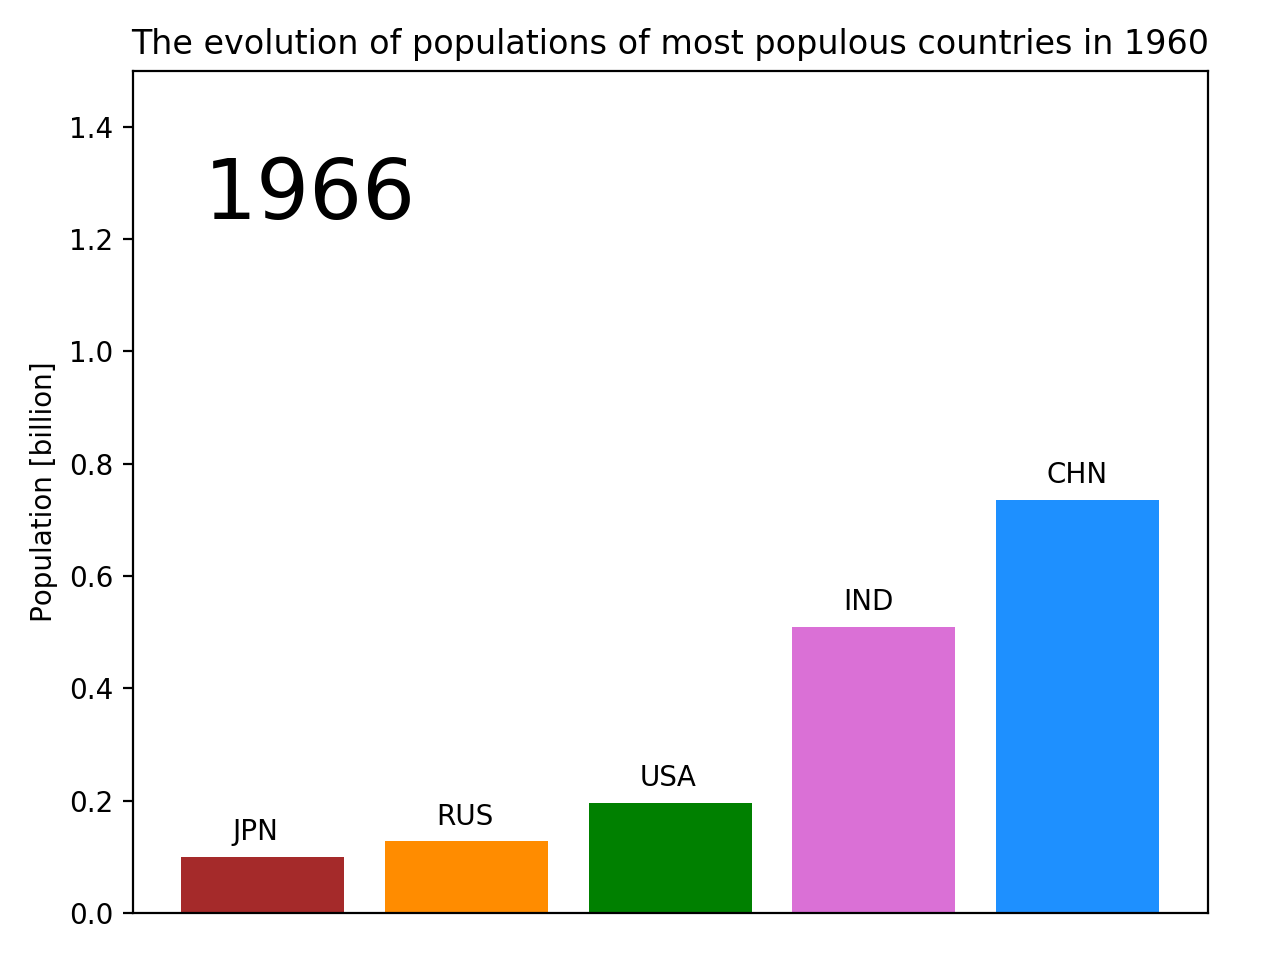 The evolution of populations of most populous countries in 1960
1966
Population [billion]
1.4
1.2
1.0
0.8
0.6
0.4
0.2
0.0
JPN
RUS
USA
IND
CHN